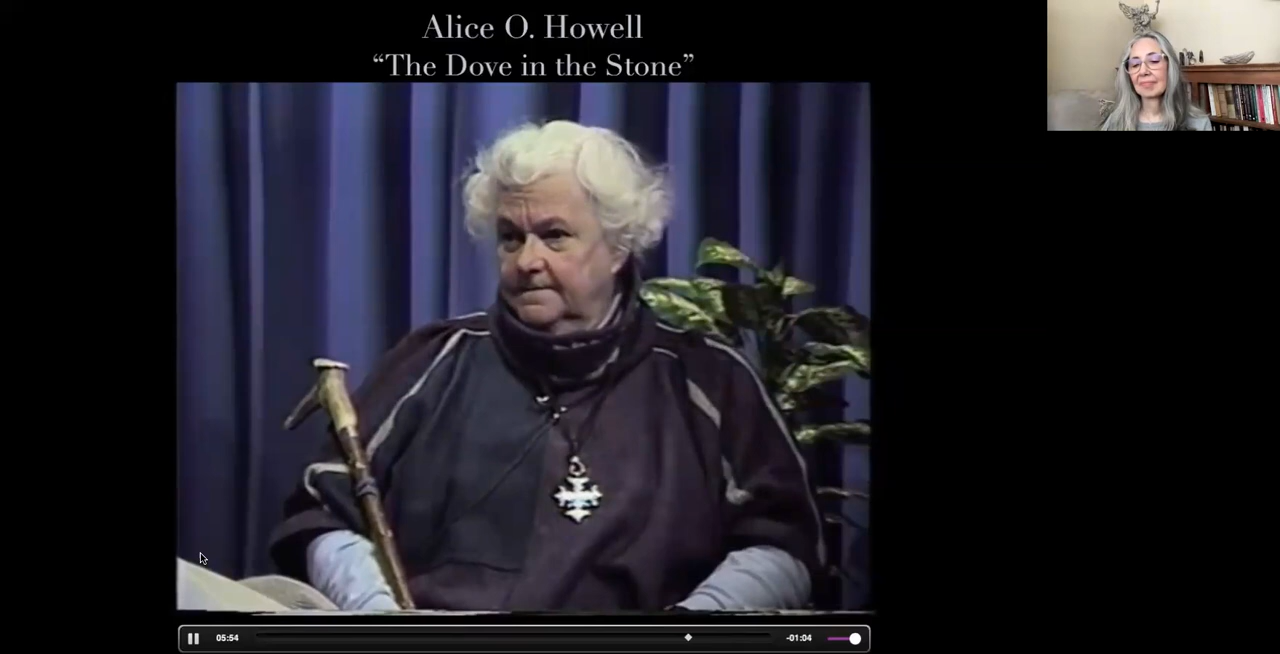 Alice O. Howell
“The Dove in the Stone”
05:54
-01:04